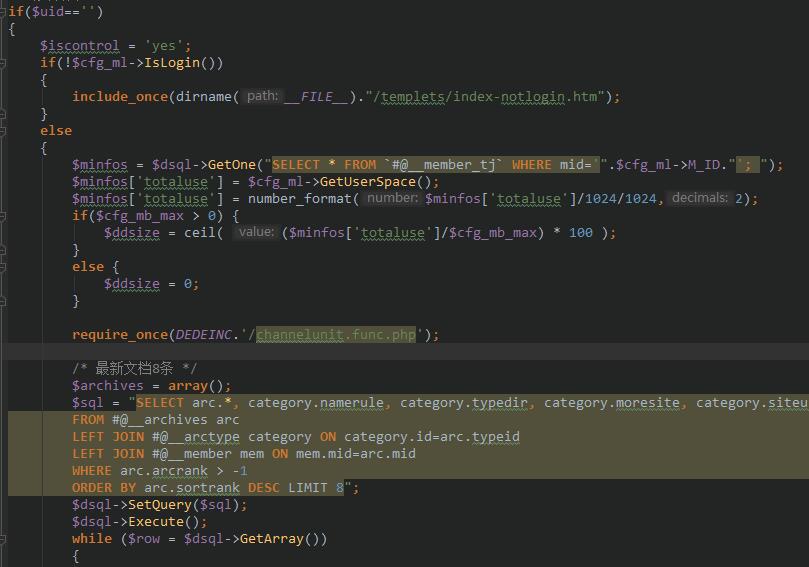 if($uid=='')
{
$iscontrol = 'yes';
if(!$cfg_ml->IsLogin())
{
include_once(dirname( path: __FILE__)."/templets/index-notlogin.htm");
}
else
{
$minfos = $dsql->GetOne("SELECT * FROM `#@__member_tj` WHERE mid='".$cfg_ml->M_ID."'; ");
$minfos['totaluse'] = $cfg_ml->GetUserSpace();
$minfos['totaluse'] = number_format( number: $minfos['totaluse']/1024/1024, decimals: 2);
if($cfg_mb_max > 0) {
$ddsize = ceil( value: ($minfos['totaluse']/$cfg_mb_max) * 100 );
}
else {
$ddsize = 0;
}
require_once(DEDEINC.'/channelunit.func.php');
/* 最新文档8条 */
$archives = array();
$sql = "SELECT arc.*, category.namerule, category.typedir, category.moresite, category.siteu
FROM #@__archives arc
LEFT JOIN #@__arctype category ON category.id=arc.typeid
LEFT JOIN #@__member mem ON mem.mid=arc.mid
WHERE arc.arcrank > -1
ORDER BY arc.sortrank DESC LIMIT 8";
$dsql->SetQuery($sql);
$dsql->Execute();
while ($row = $dsql->GetArray())
{